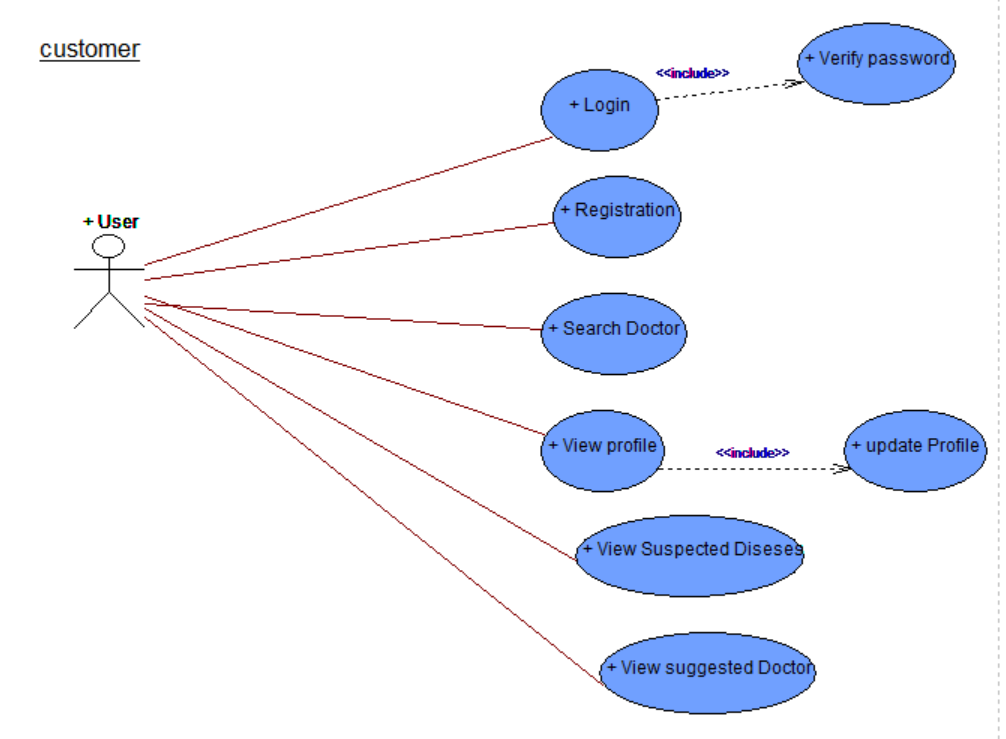 customer
+ Verify password
<<include>>
+ Login
+ Registration
+ User
+ Search Doctor
+ View profile
<<include>>
+ update Profile
+ View Suspected Diseses
+ View suggested Doctor